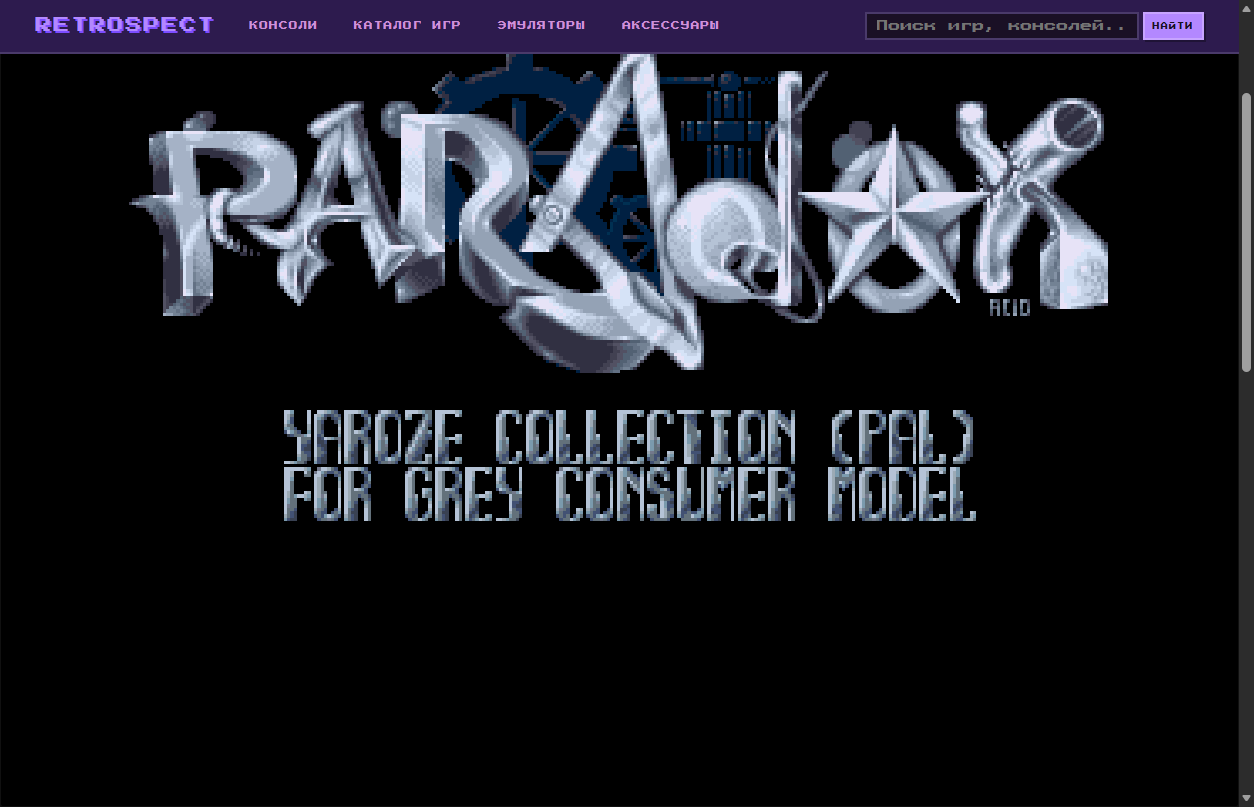 RETROSPECT
КОНСОЛИ
КАТАЛОГ ИГР
ЭМУЛЯТОРЫ
АКСЕССУАРЫ
Поиск игр, консолей..
НАЙТИ
PARADOX
ACID
YAROZE COLLECTION (PAL)
FOR GREY CONSUMER MODEL